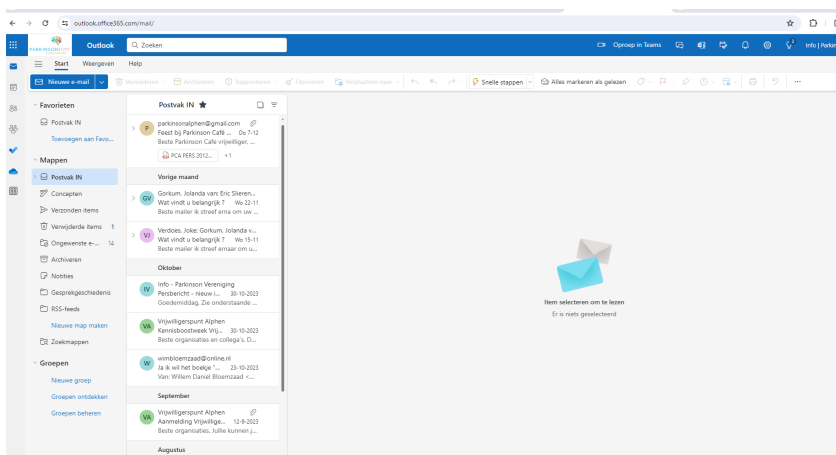 outlook.office365.com/mail/
PARKINSON
Outlook
Zoeken
Oproep in Teams
2
Info | Parkin
Start Weergeven Help
Nieuwe e-mail
Verwijderen
Archiveren
Rapporteren
Opruimen
Verplaatsen naar
Snelle stappen
Alles markeren als gelezen
Favorieten
Postvak IN
Toevoegen aan Favo...
Mappen
Postvak IN
Concepten
Verzonden items
Verwijderde items 1
Ongewenste e-... 14
Archiveren
Notities
Gesprekgeschiedenis
RSS-feeds
Nieuwe map maken
Zoekmappen
Groepen
Nieuwe groep
Groepen ontdekken
Groepen beheren
Postvak IN
P
parkinsonalphen@gmail.com
Feest bij Parkinson Café ... Do 7-12
Beste Parkinson Cafe vrijwilliger, ...
PCA PERS 2012... +1
Vorige maand
GV
Gorkum, Jolanda van: Eric Slieren...
Wat vindt u belangrijk ? Wo 22-11
Beste mailer ik streef erna om uw ...
VJ
Verdoes, Joke: Gorkum, Jolanda v...
Wat vindt u belangrijk ? Wo 15-11
Beste mailer ik streef ernaar om u...
Oktober
IV
Info - Parkinson Vereniging
Persbericht - nieuw i... 30-10-2023
Goedemiddag, Zie onderstaande ...
VA
Vrijwilligerspunt Alphen
Kennisboostweek Vrij... 30-10-2023
Beste organisaties en collega's, D...
W
wimbloemzaad@online.nl
Ja ik wil het boekje "... 23-10-2023
Van: Willem Daniel Bloemzaad <...
September
VA
Vrijwilligerspunt Alphen
Aanmelding Vrijwillige... 12-9-2023
Beste organisaties, Jullie kunnen j...
Augustus
Item selecteren om te lezen
Er is niets geselecteerd